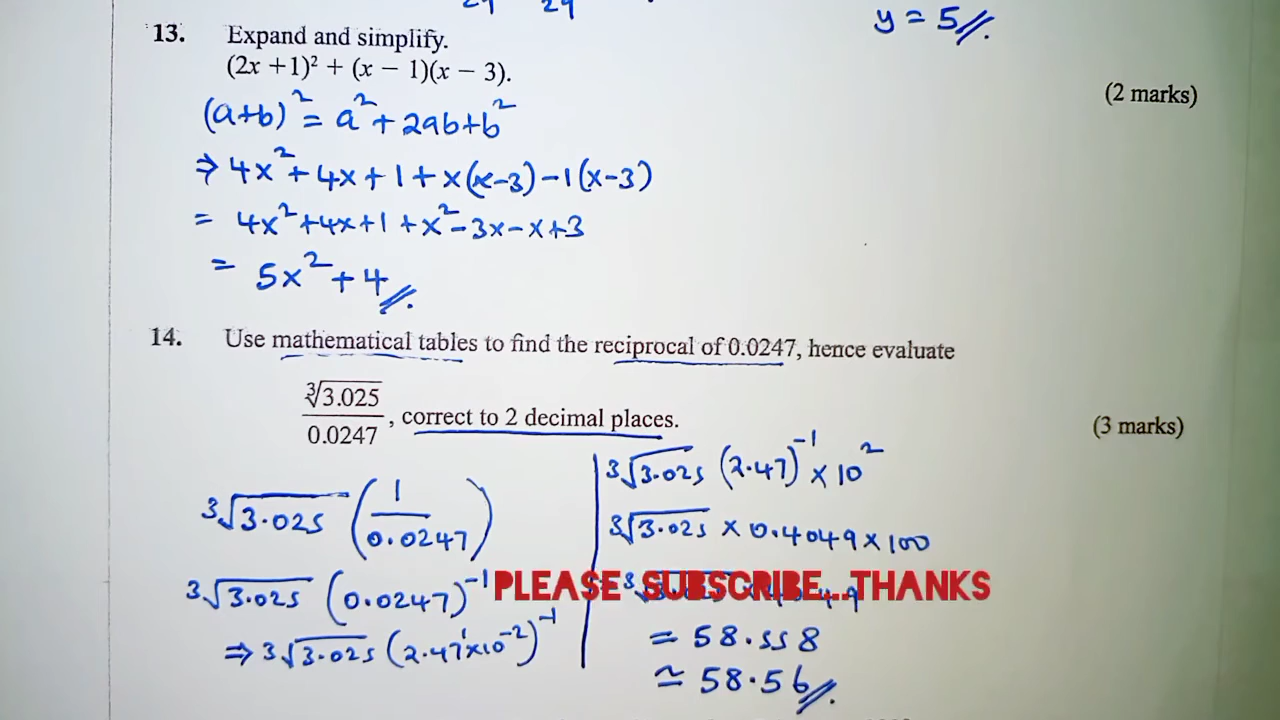 y = 5
13. Expand and simplify.
(2x +1)² + (x − 1)(x − 3).
(2 marks)
(a+b)² = a² + 2ab+b²
⇒ 4x² + 4x + 1 + x(x−3) −1(x−3)
= 4x² +4x+1 +x² − 3x − x +3
= 5x² + 4
14. Use mathematical tables to find the reciprocal of 0.0247, hence evaluate
∛3.025 / 0.0247 , correct to 2 decimal places.
(3 marks)
∛3.025 (1 / 0.0247)
∛3.025 (0.0247)⁻¹
⇒ ∛3.025 (2.47 × 10⁻²)⁻¹
∛3.025 (2.47)⁻¹ × 10²
∛3.025 × 0.4049 × 100
PLEASE SUBSCRIBE...THANKS
= 58.558
≃ 58.56